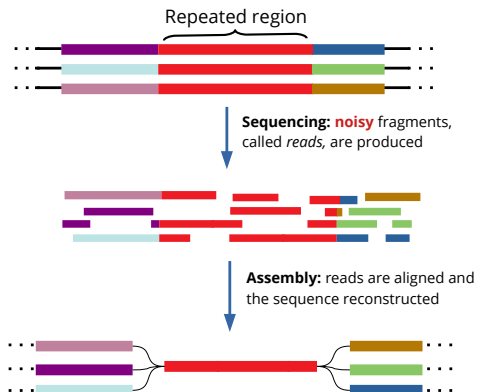 Repeated region
Sequencing: noisy fragments,
called reads, are produced
Assembly: reads are aligned and
the sequence reconstructed